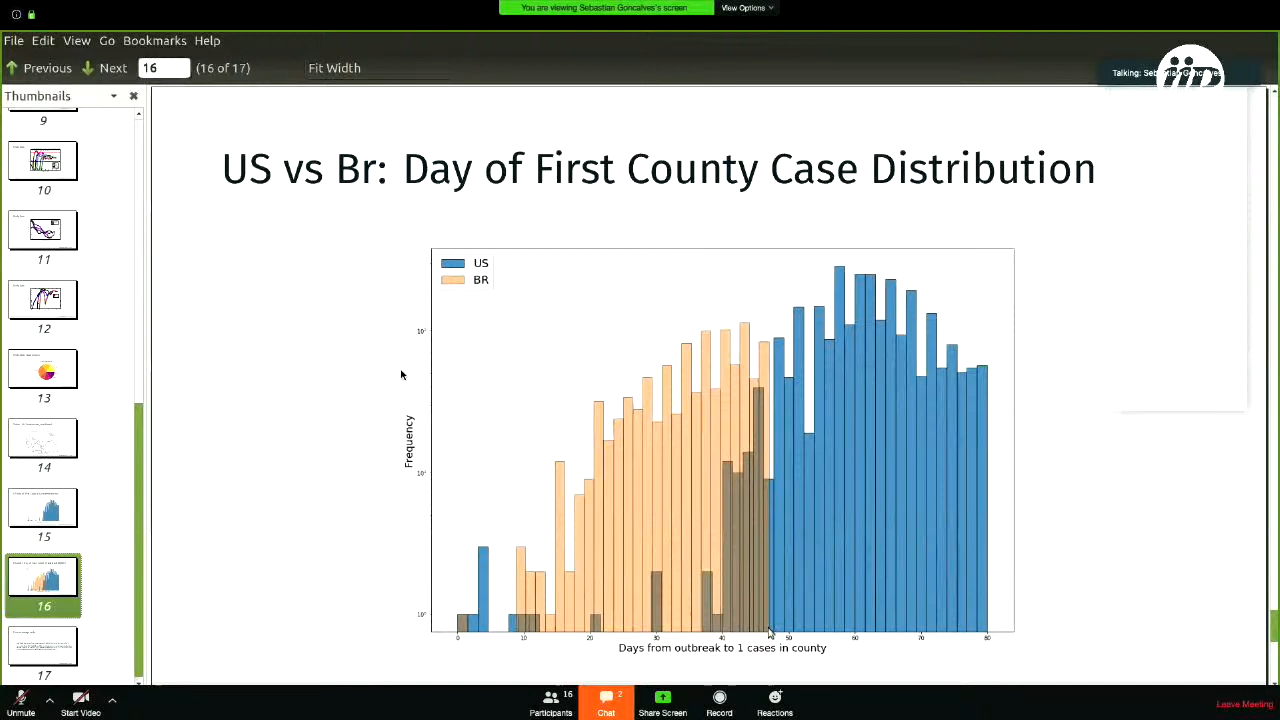 You are viewing Sebastian Goncalves's screen
View Options
File Edit View Go Bookmarks Help
Previous Next 16 (16 of 17) Fit Width
Talking: Sebastian Goncalves
Thumbnails
9
10
11
12
13
14
15
16
17
US vs Br: Day of First County Case Distribution
US
BR
Frequency
0 10 20 30 40 50 60 70 80
Days from outbreak to 1 cases in county
Unmute
Start Video
16
Participants
2
Chat
Share Screen
Record
Reactions
Leave Meeting